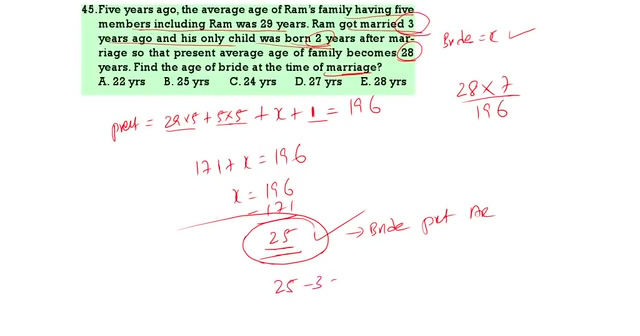 45. Five years ago, the average age of Ram's family having five
members including Ram was 29 years. Ram got married 3
years ago and his only child was born 2 years after mar-
riage so that present average age of family becomes 28
years. Find the age of bride at the time of marriage?
A. 22 yrs B. 25 yrs C. 24 yrs D. 27 yrs E. 28 yrs
Bride = x
28 × 7
196
= 29×5 + 5×5 + x + 1 = 196
171 + x = 196
x = 196
- 171
25
→ Bride
25 - 3 -